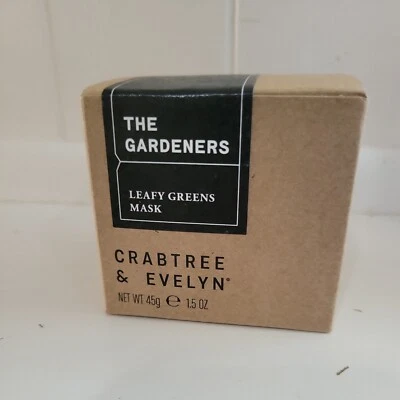 THE
GARDENERS
LEAFY GREENS
MASK
CRABTREE
& EVELYN®
NET WT 45g ℮ 1.5 OZ